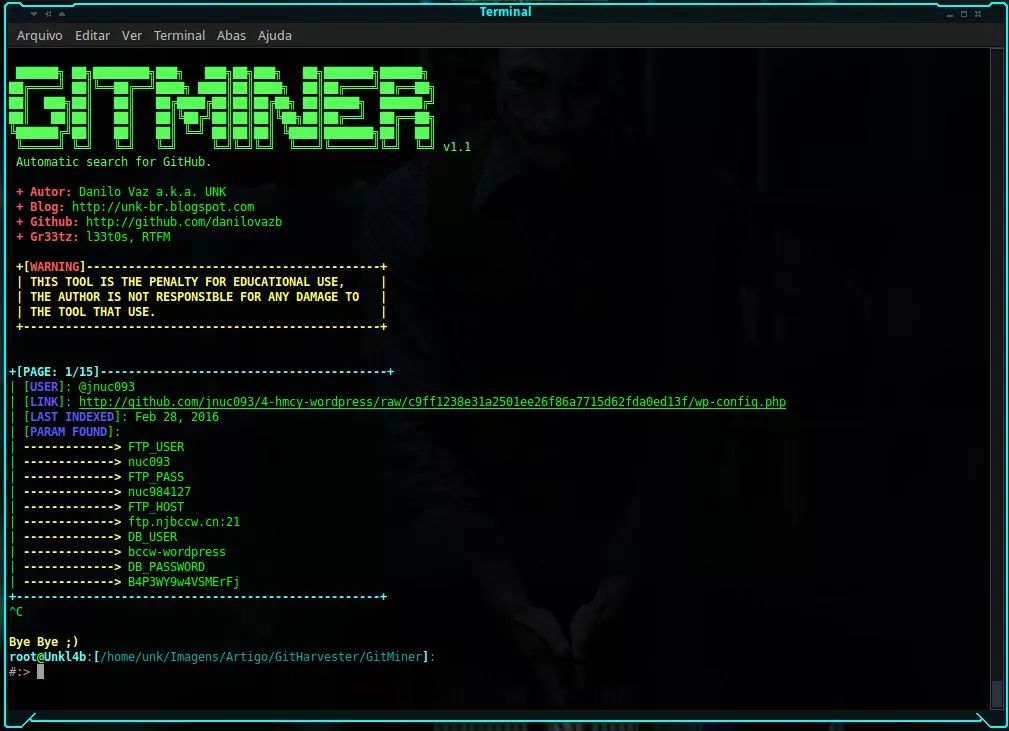 Terminal
Arquivo Editar Ver Terminal Abas Ajuda
GITMINER v1.1
Automatic search for GitHub.
+ Autor: Danilo Vaz a.k.a. UNK
+ Blog: http://unk-br.blogspot.com
+ Github: http://github.com/danilovazb
+ Gr33tz: l33t0s, RTFM
+[WARNING]------------------------------------------+
| THIS TOOL IS THE PENALTY FOR EDUCATIONAL USE, |
| THE AUTHOR IS NOT RESPONSIBLE FOR ANY DAMAGE TO |
| THE TOOL THAT USE. |
+---------------------------------------------------+
+[PAGE: 1/15]-----------------------------------------+
| [USER]: @jnuc093
| [LINK]: http://github.com/jnuc093/4-hmcy-wordpress/raw/c9ff1238e31a2501ee26f86a7715d62fda0ed13f/wp-config.php
| [LAST INDEXED]: Feb 28, 2016
| [PARAM FOUND]:
| -------------> FTP_USER
| -------------> nuc093
| -------------> FTP_PASS
| -------------> nuc984127
| -------------> FTP_HOST
| -------------> ftp.njbccw.cn:21
| -------------> DB_USER
| -------------> bccw-wordpress
| -------------> DB_PASSWORD
| -------------> B4P3WY9w4VSMErFj
+----------------------------------------------------+
^C
Bye Bye ;)
root@Unkl4b:[/home/unk/Imagens/Artigo/GitHarvester/GitMiner]:
#:>